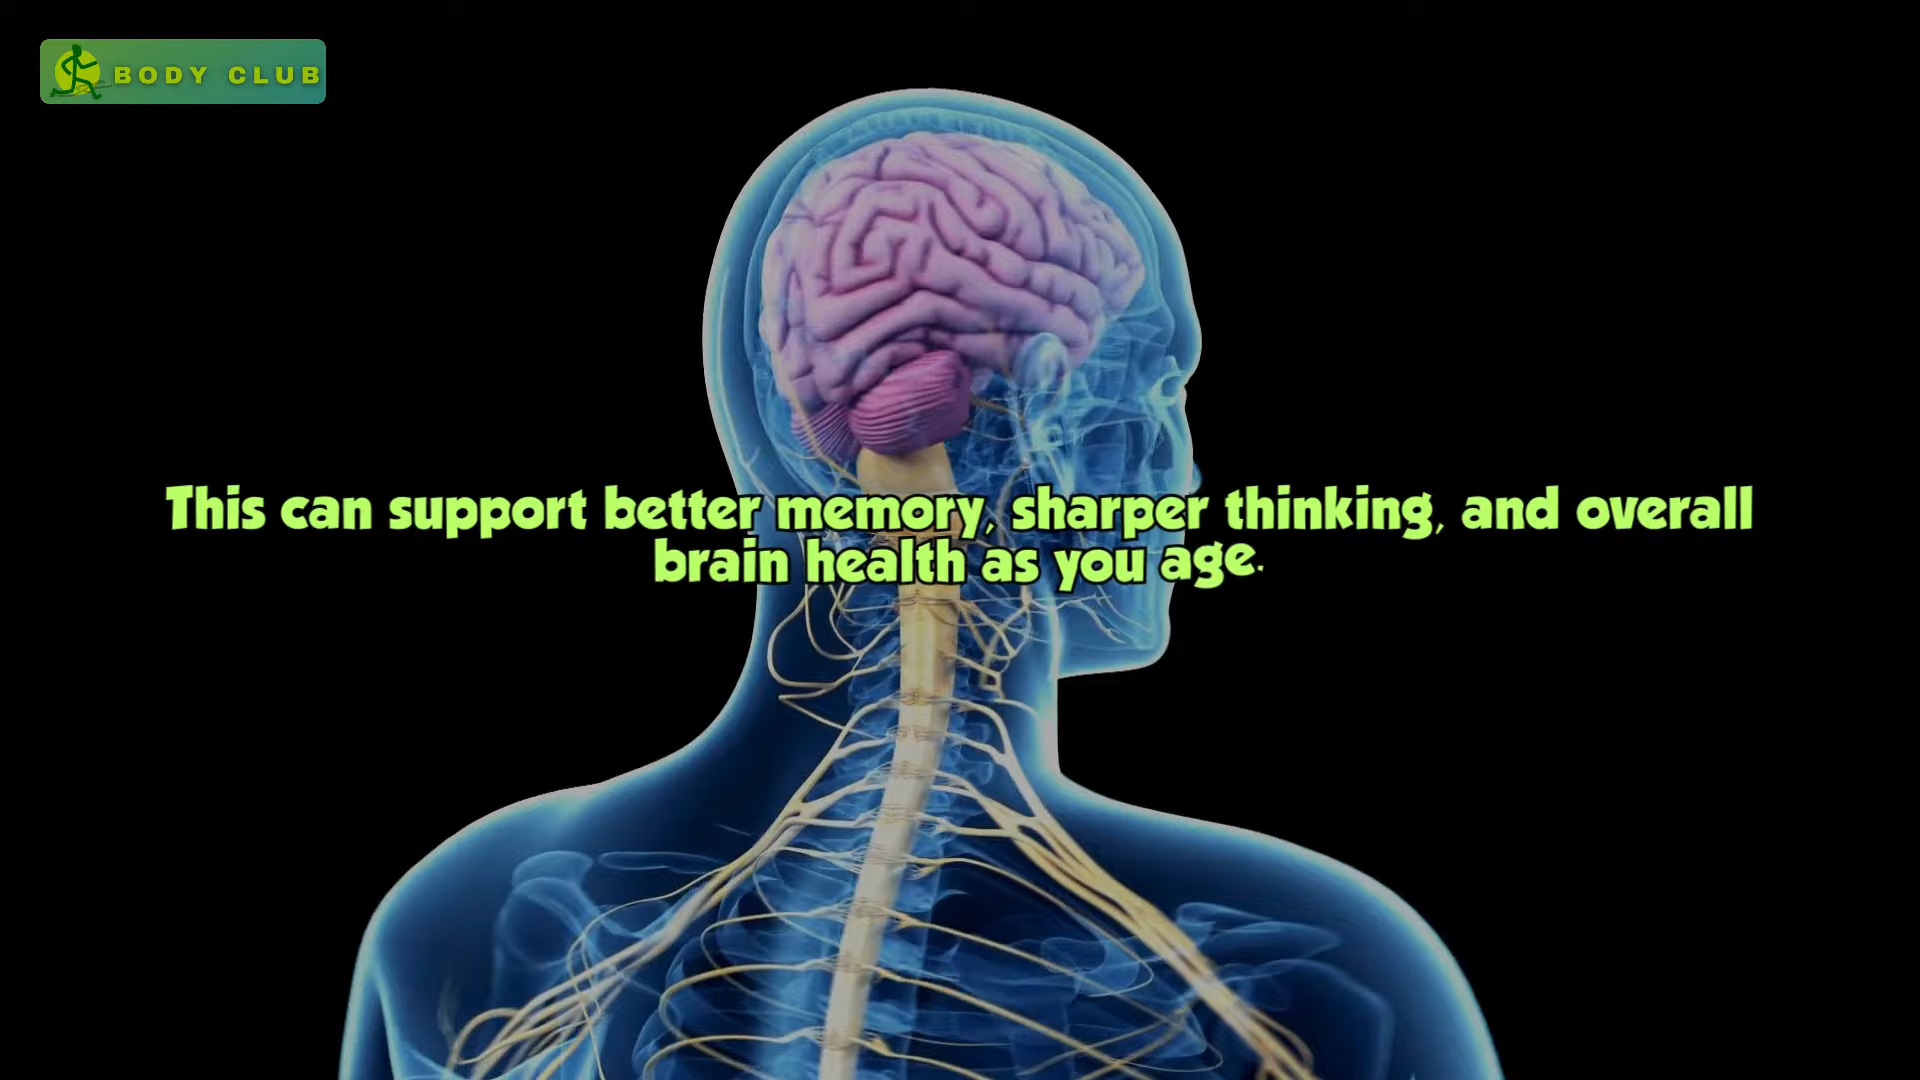 BODY CLUB
This can support better memory, sharper thinking, and overall
brain health as you age.